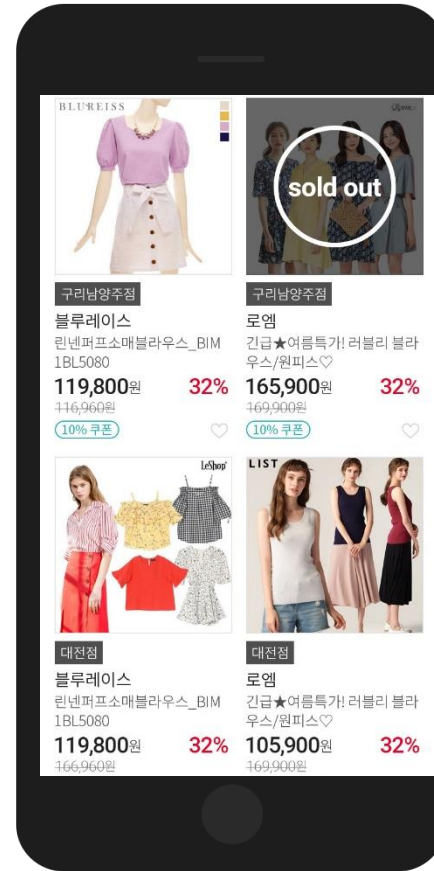 BLUREISS
sold out
구리남양주점
구리남양주점
블루레이스
로엠
린넨퍼프소매블라우스_BIM
1BL5080
긴급★여름특가! 러블리 블라
우스/원피스♡
119,800원 32%
165,900원 32%
116,960원
169,900원
10% 쿠폰
10% 쿠폰
LeShop
LIST
대전점
대전점
블루레이스
로엠
린넨퍼프소매블라우스_BIM
1BL5080
긴급★여름특가! 러블리 블라
우스/원피스♡
119,800원 32%
105,900원 32%
166,960원
169,900원